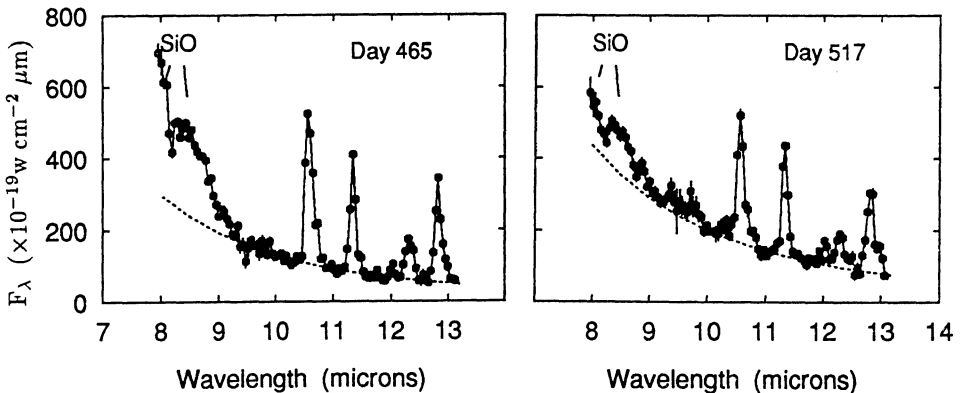 F_λ (×10⁻¹⁹w cm⁻² μm)
800
600
400
200
0
SiO
Day 465
7 8 9 10 11 12 13
Wavelength (microns)
SiO
Day 517
8 9 10 11 12 13 14
Wavelength (microns)